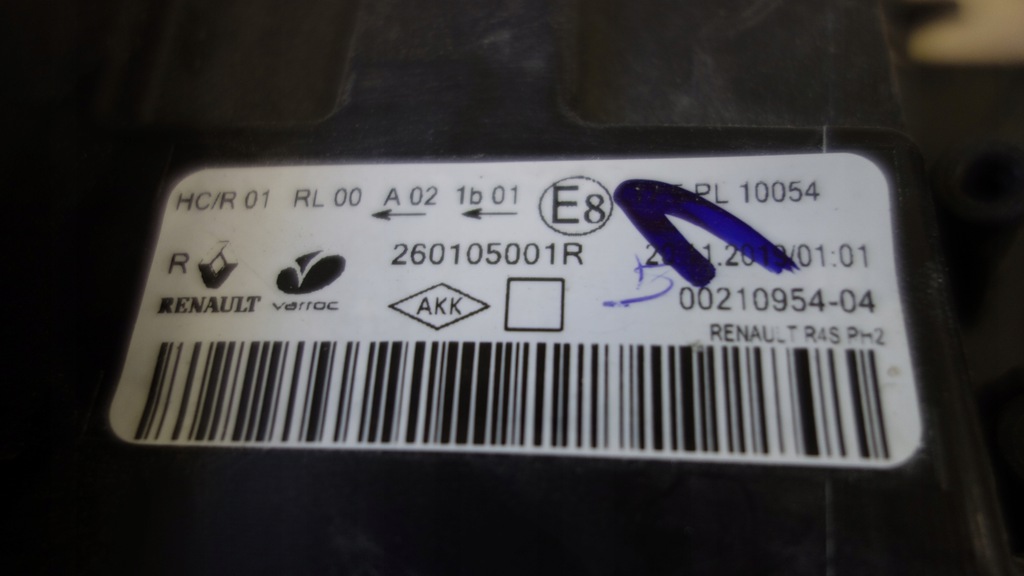 HC/R 01 RL 00 A 02 1b 01 E8 PL 10054
R 260105001R /01:01
RENAULT varroc AKK 00210954-04
RENAULT R4S PH2